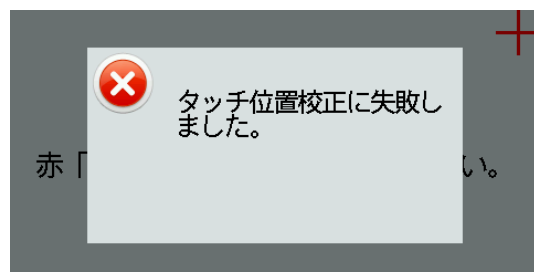 タッチ位置校正に失敗し
ました。
赤「
い。